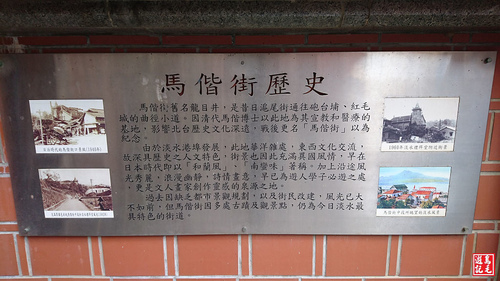 馬偕街歷史
馬偕街舊名龍目井，是昔日滬尾街通往砲台埔、紅毛
城的曲徑小道。因清代馬偕博士以此地為其宣教和醫療的
基地，影響北台歷史文化深遠，戰後更名「馬偕街」以為
紀念。
由於淡水港埠發展，此地華洋雜處，東西文化交流，
故深具歷史之人文特色，街景也因此充滿異國風情，早在
日本時代即以「和蘭風」、「南灣味」著稱。加上沿途風
光秀麗、浪漫幽靜，詩情畫意，早已為遊人學子必遊之處
，更是文人畫家創作靈感的泉源之地。
過去因缺乏都市景觀規劃，以及街民改建，風光已大
不如前，但馬偕街因多處古蹟及觀景點，仍為今日淡水最
具特色的街道。